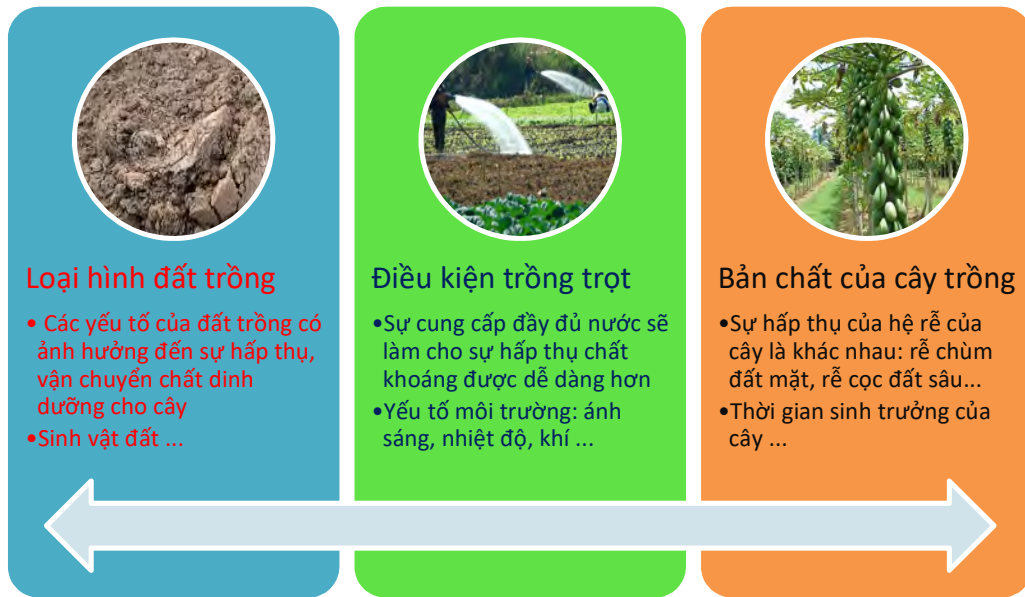 Loại hình đất trồng
• Các yếu tố của đất trồng có
ảnh hưởng đến sự hấp thụ,
vận chuyển chất dinh
dưỡng cho cây
•Sinh vật đất ...
Điều kiện trồng trọt
•Sự cung cấp đầy đủ nước sẽ
làm cho sự hấp thụ chất
khoáng được dễ dàng hơn
•Yếu tố môi trường: ánh
sáng, nhiệt độ, khí ...
Bản chất của cây trồng
•Sự hấp thụ của hệ rễ của
cây là khác nhau: rễ chùm
đất mặt, rễ cọc đất sâu...
•Thời gian sinh trưởng của
cây ...